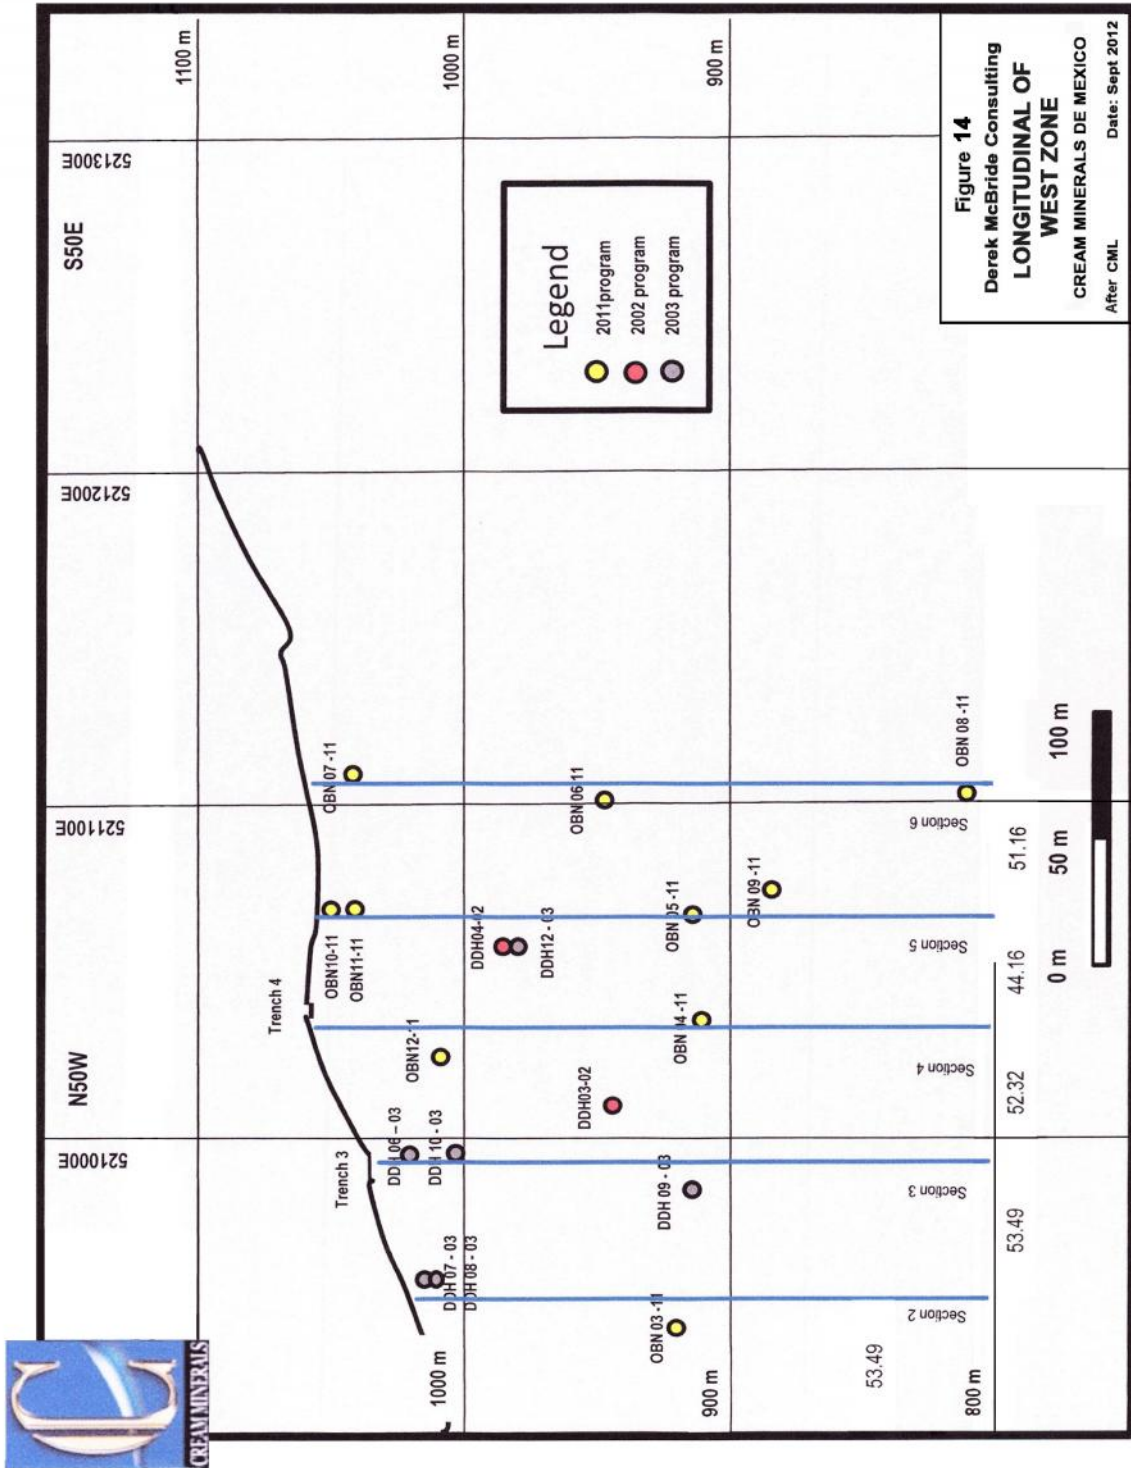 1100 m
1000 m
900 m
521300E
S50E
521200E
521100E
N50W
521000E
Legend
2011program
2002 program
2003 program
Trench 4
Trench 3
OBN 07 -11
OBN10-11
OBN11-11
OBN12-11
DDH 06 – 03
DDH 10 - 03
DDH 07 - 03
DDH 08 - 03
DDH04-02
DDH12 - 03
OBN 06 11
DDH03-02
OBN 05 -11
OBN 04 -11
DDH 09 - 03
OBN 03 -11
OBN 09 -11
OBN 08 -11
Section 6
Section 5
Section 4
Section 3
Section 2
1000 m
900 m
800 m
53.49
53.49
52.32
44.16
51.16
0 m
50 m
100 m
Figure 14
Derek McBride Consulting
LONGITUDINAL OF
WEST ZONE
CREAM MINERALS DE MEXICO
After CML Date: Sept 2012
CREAM MINERALS